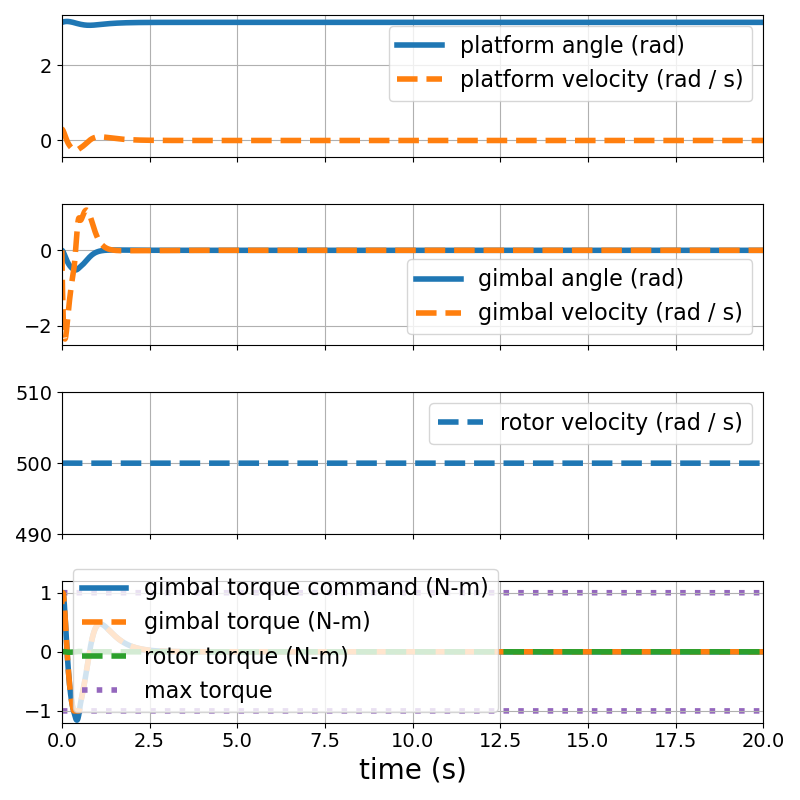 2
0
platform angle (rad)
platform velocity (rad / s)
0
−2
gimbal angle (rad)
gimbal velocity (rad / s)
510
500
490
rotor velocity (rad / s)
1
0
−1
gimbal torque command (N-m)
gimbal torque (N-m)
rotor torque (N-m)
max torque
0.0 2.5 5.0 7.5 10.0 12.5 15.0 17.5 20.0
time (s)